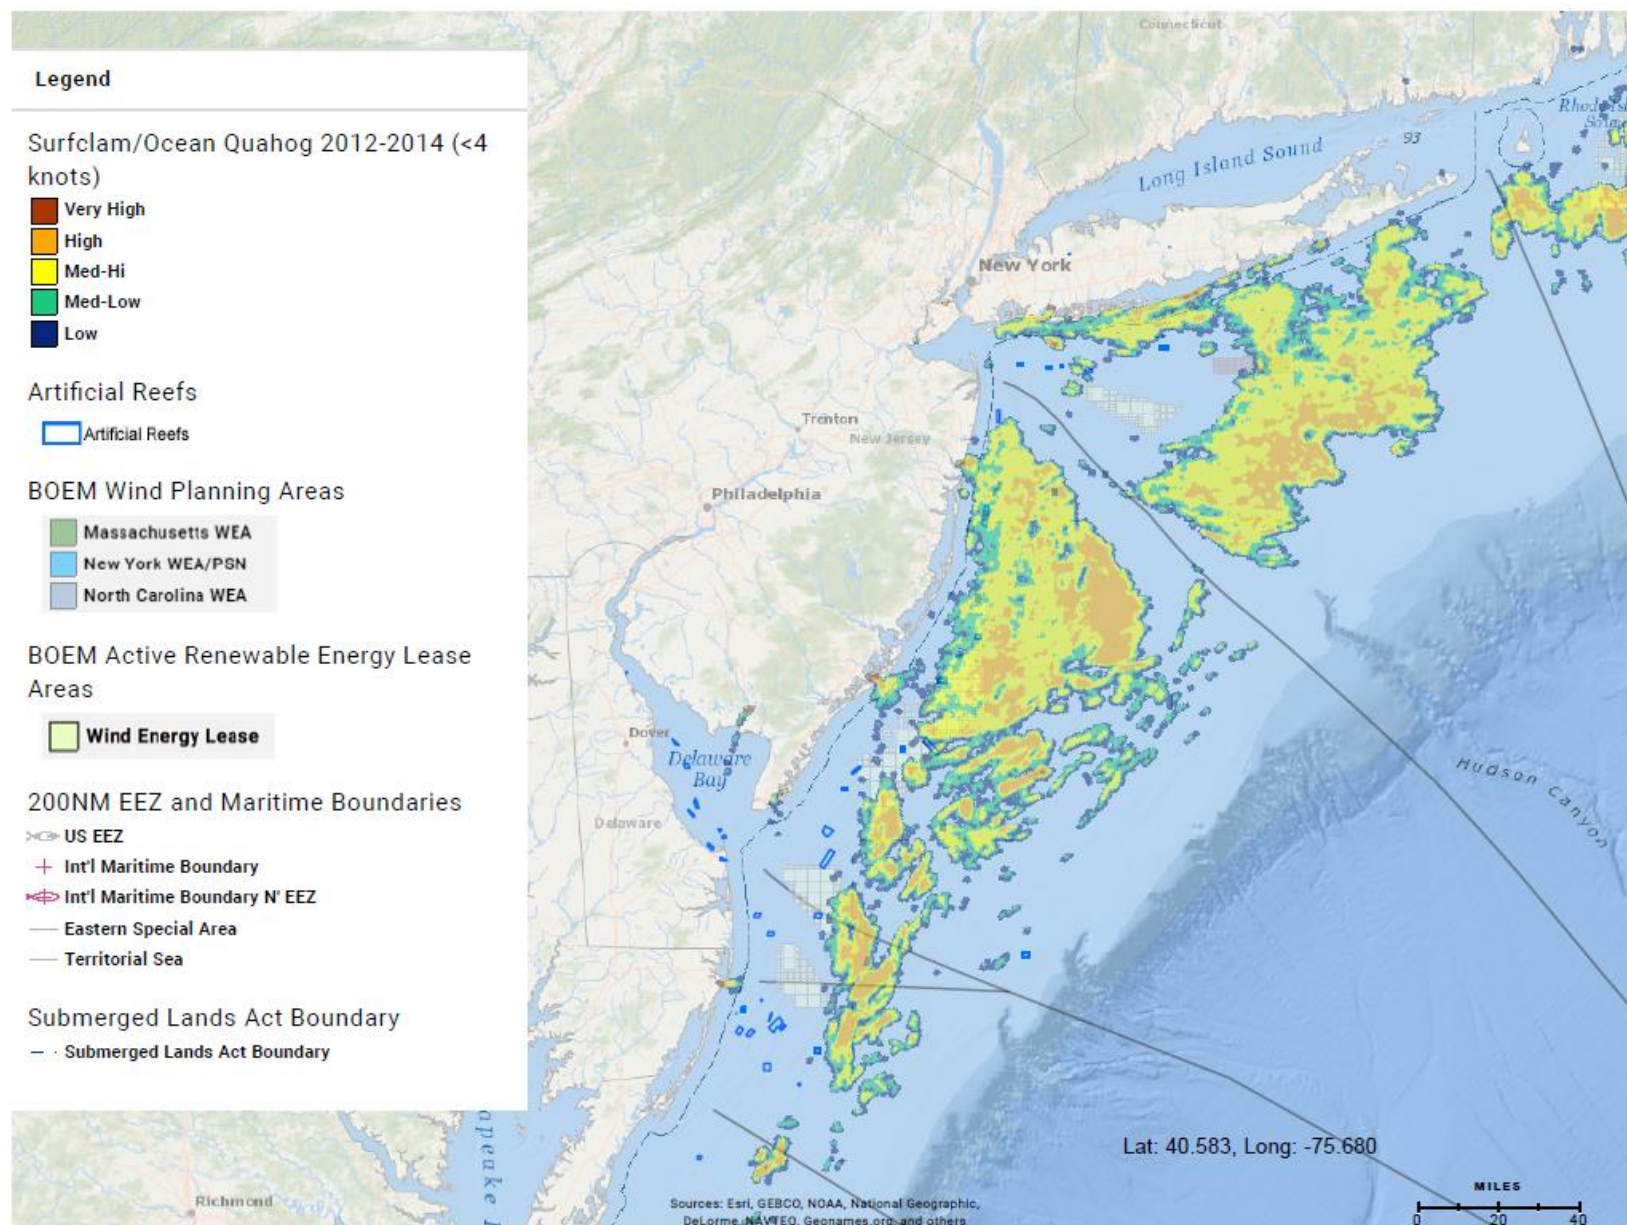 Legend
Surfclam/Ocean Quahog 2012-2014 (<4
knots)
Very High
High
Med-Hi
Med-Low
Low
Artificial Reefs
Artificial Reefs
BOEM Wind Planning Areas
Massachusetts WEA
New York WEA/PSN
North Carolina WEA
BOEM Active Renewable Energy Lease
Areas
Wind Energy Lease
200NM EEZ and Maritime Boundaries
US EEZ
Int'l Maritime Boundary
Int'l Maritime Boundary N' EEZ
Eastern Special Area
Territorial Sea
Submerged Lands Act Boundary
Submerged Lands Act Boundary
Connecticut
93
Long Island Sound
New York
Trenton
New Jersey
Philadelphia
Dover
Delaware
Bay
Delaware
Hudson Canyon
Richmond
Lat: 40.583, Long: -75.680
MILES
0 20 40
Sources: Esri, GEBCO, NOAA, National Geographic,
DeLorme, NAVTEQ, Geonames.org, and others